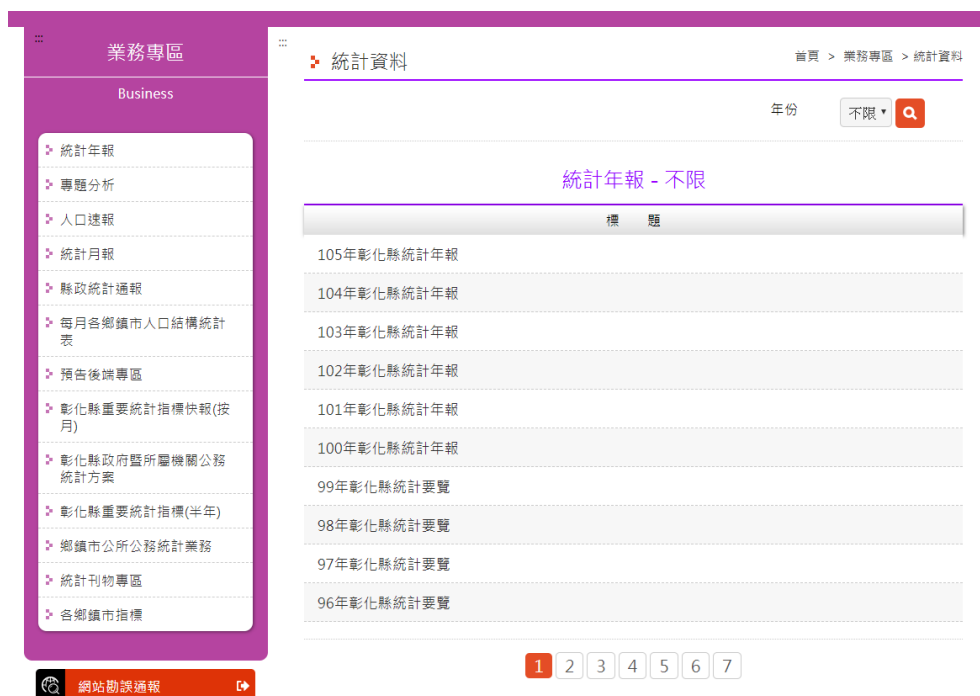 :::
業務專區
Business
統計年報
專題分析
人口速報
統計月報
縣政統計通報
每月各鄉鎮市人口結構統計
表
預告後端專區
彰化縣重要統計指標快報(按
月)
彰化縣政府暨所屬機關公務
統計方案
彰化縣重要統計指標(半年)
鄉鎮市公所公務統計業務
統計刊物專區
各鄉鎮市指標
網站勘誤通報
:::
統計資料
首頁 > 業務專區 > 統計資料
年份 不限
統計年報 - 不限
標 題
105年彰化縣統計年報
104年彰化縣統計年報
103年彰化縣統計年報
102年彰化縣統計年報
101年彰化縣統計年報
100年彰化縣統計年報
99年彰化縣統計要覽
98年彰化縣統計要覽
97年彰化縣統計要覽
96年彰化縣統計要覽
1 2 3 4 5 6 7